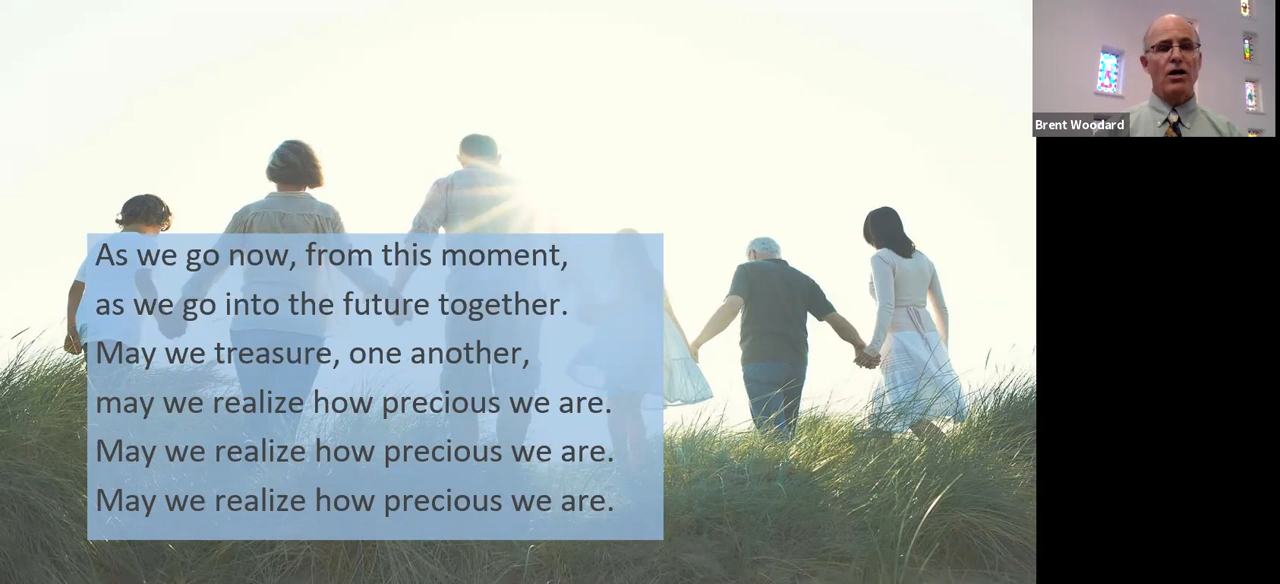 As we go now, from this moment,
as we go into the future together.
May we treasure, one another,
may we realize how precious we are.
May we realize how precious we are.
May we realize how precious we are.
Brent Woodard